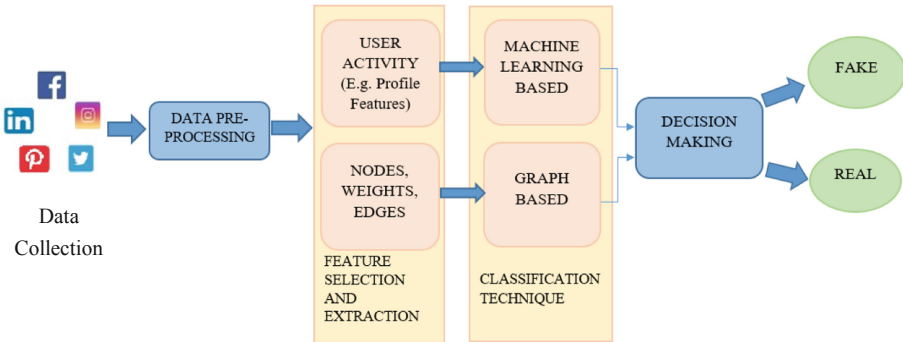 Data
Collection
DATA PRE-
PROCESSING
USER
ACTIVITY
(E.g. Profile
Features)
NODES,
WEIGHTS,
EDGES
FEATURE
SELECTION
AND
EXTRACTION
MACHINE
LEARNING
BASED
GRAPH
BASED
CLASSIFICATION
TECHNIQUE
DECISION
MAKING
FAKE
REAL